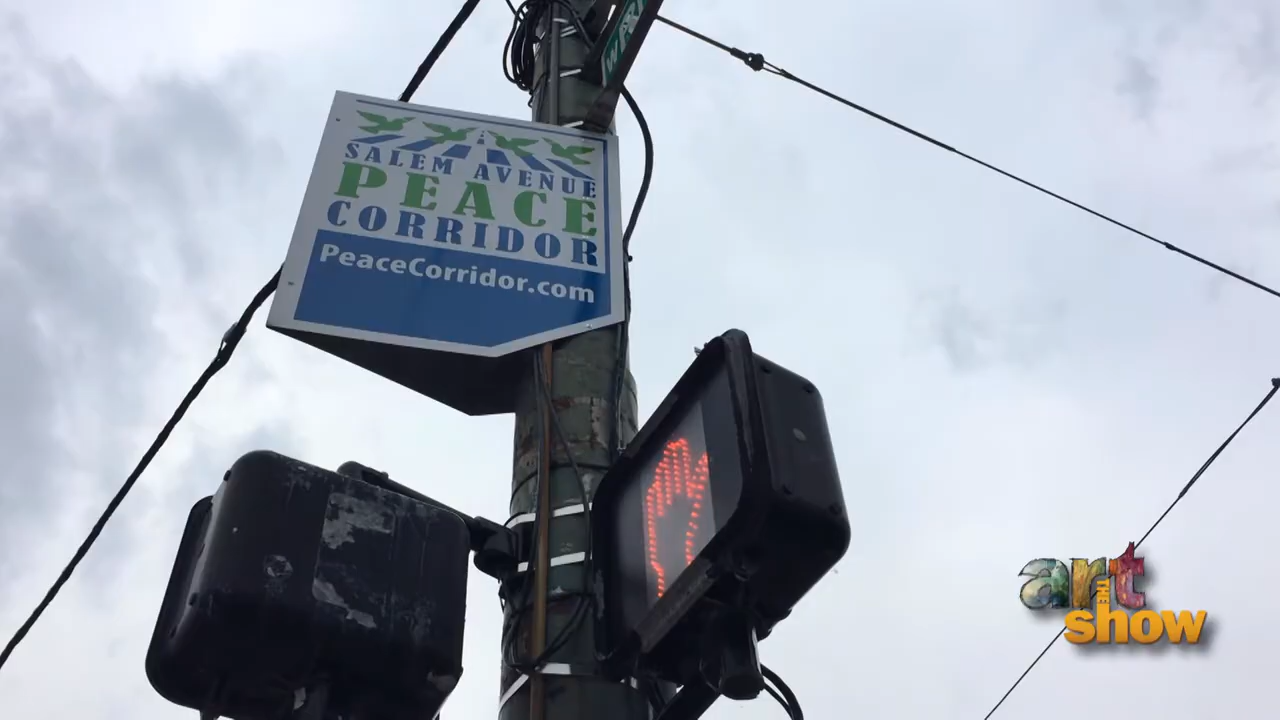 SALEM AVENUE
PEACE
CORRIDOR
PeaceCorridor.com
art
THE
show